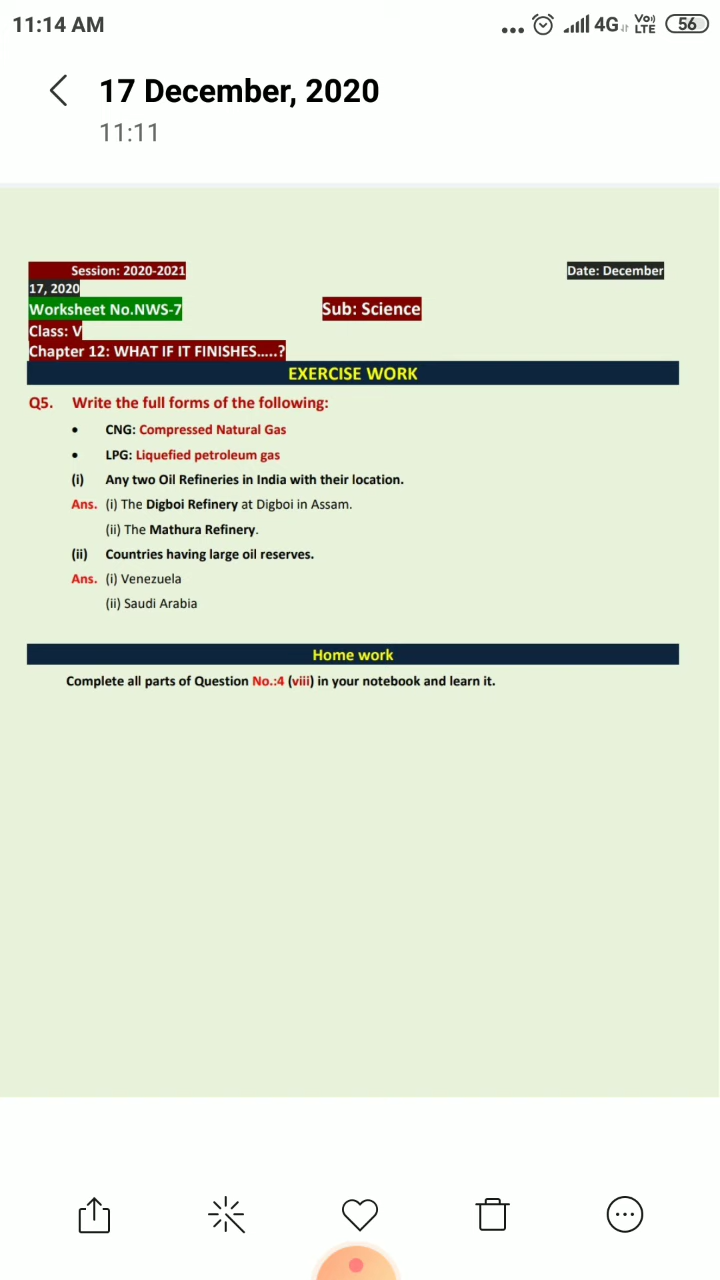 11:14 AM ... 4G Vo)) LTE 56
17 December, 2020
11:11
Session: 2020-2021 Date: December
17, 2020
Worksheet No.NWS-7 Sub: Science
Class: V
Chapter 12: WHAT IF IT FINISHES.....?
EXERCISE WORK
Q5. Write the full forms of the following:
• CNG: Compressed Natural Gas
• LPG: Liquefied petroleum gas
(i) Any two Oil Refineries in India with their location.
Ans. (i) The Digboi Refinery at Digboi in Assam.
(ii) The Mathura Refinery.
(ii) Countries having large oil reserves.
Ans. (i) Venezuela
(ii) Saudi Arabia
Home work
Complete all parts of Question No.:4 (viii) in your notebook and learn it.